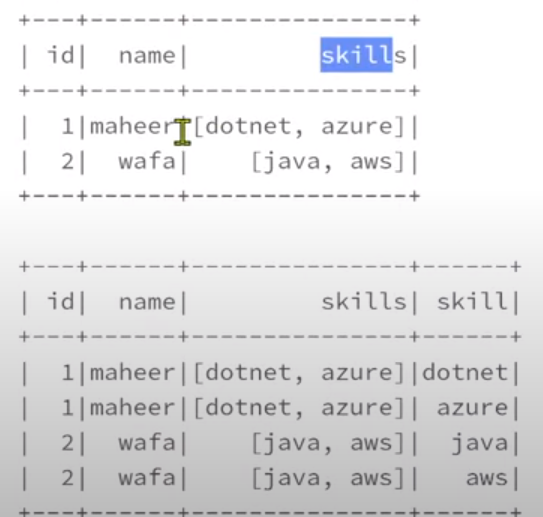 +---+------+---------------+
| id|  name|         skills|
+---+------+---------------+
|  1|maheer|[dotnet, azure]|
|  2|  wafa|    [java, aws]|
+---+------+---------------+
+---+------+---------------+------+
| id|  name|         skills| skill|
+---+------+---------------+------+
|  1|maheer|[dotnet, azure]|dotnet|
|  1|maheer|[dotnet, azure]| azure|
|  2|  wafa|    [java, aws]|  java|
|  2|  wafa|    [java, aws]|   aws|
+---+------+---------------+------+